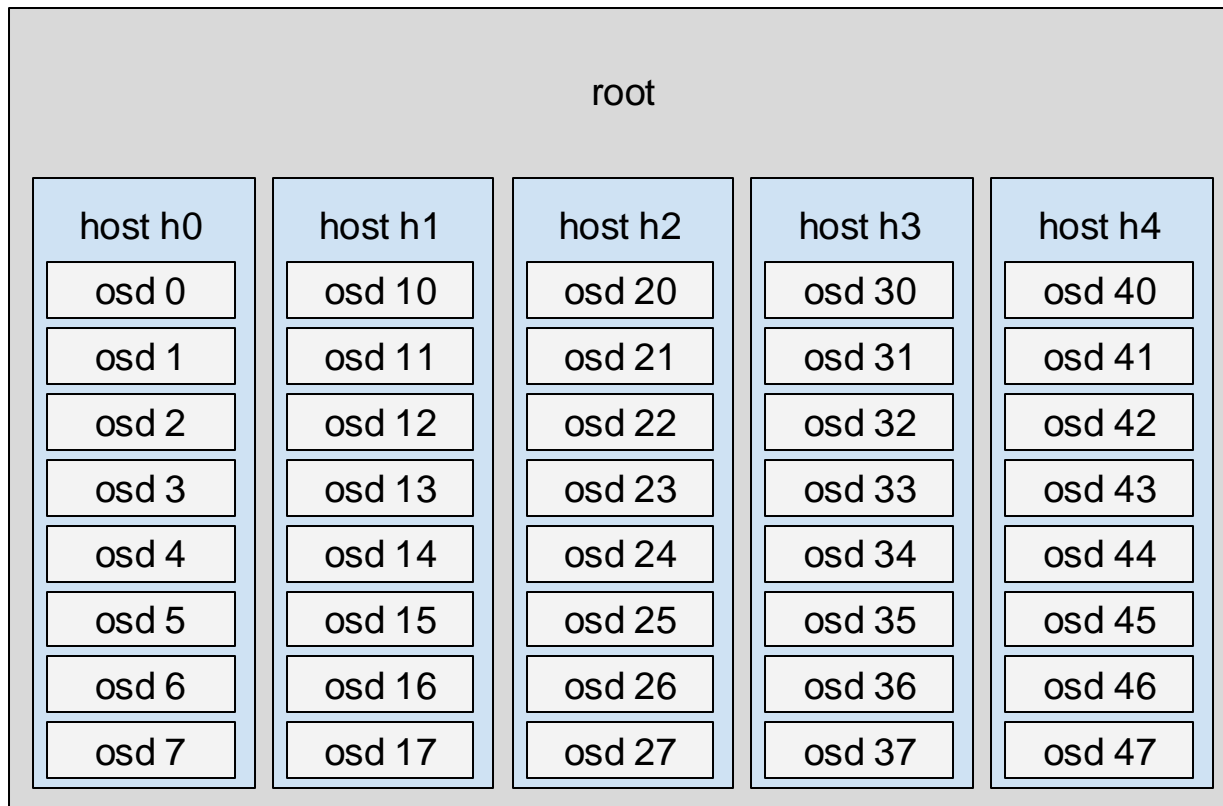 root
host h0
osd 0
osd 1
osd 2
osd 3
osd 4
osd 5
osd 6
osd 7
host h1
osd 10
osd 11
osd 12
osd 13
osd 14
osd 15
osd 16
osd 17
host h2
osd 20
osd 21
osd 22
osd 23
osd 24
osd 25
osd 26
osd 27
host h3
osd 30
osd 31
osd 32
osd 33
osd 34
osd 35
osd 36
osd 37
host h4
osd 40
osd 41
osd 42
osd 43
osd 44
osd 45
osd 46
osd 47